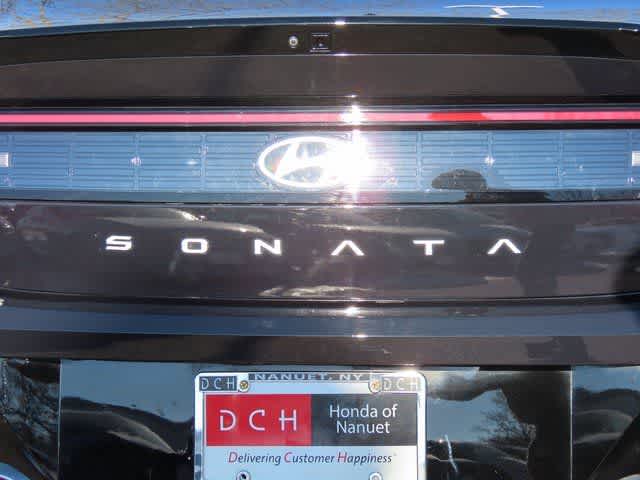 SONATA
NANUET, NY
DCH DCH
DCH Honda of
Nanuet
Delivering Customer Happiness